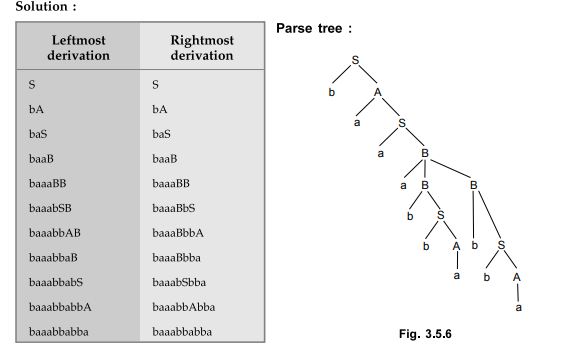 Solution :
Leftmost derivation Rightmost derivation
S S
bA bA
baS baS
baaB baaB
baaaBB baaaBB
baaabSB baaaBbS
baaabbAB baaaBbbA
baaabbaB baaaBbba
baaabbabS baaabSbba
baaabbabbA baaabbAbba
baaabbabba baaabbabba
Parse tree :
S
b A
a S
a B
a B B
b S
b A b S
a b A
a
Fig. 3.5.6